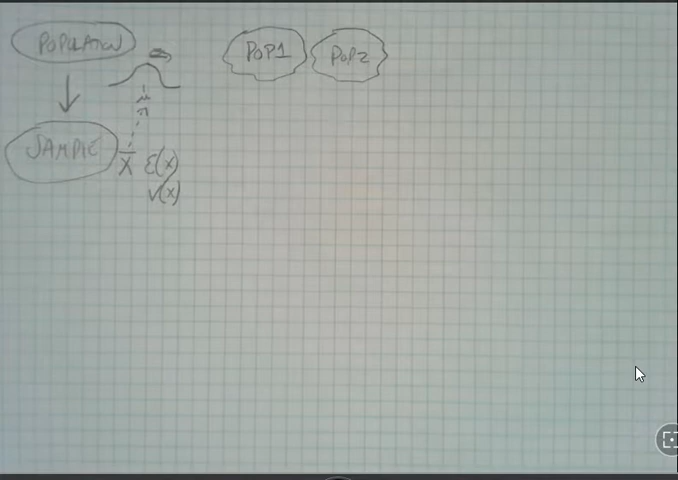 POPULATION
POP1 POP2
μ
π
SAMPLE
X̅ E(x)
V(x)